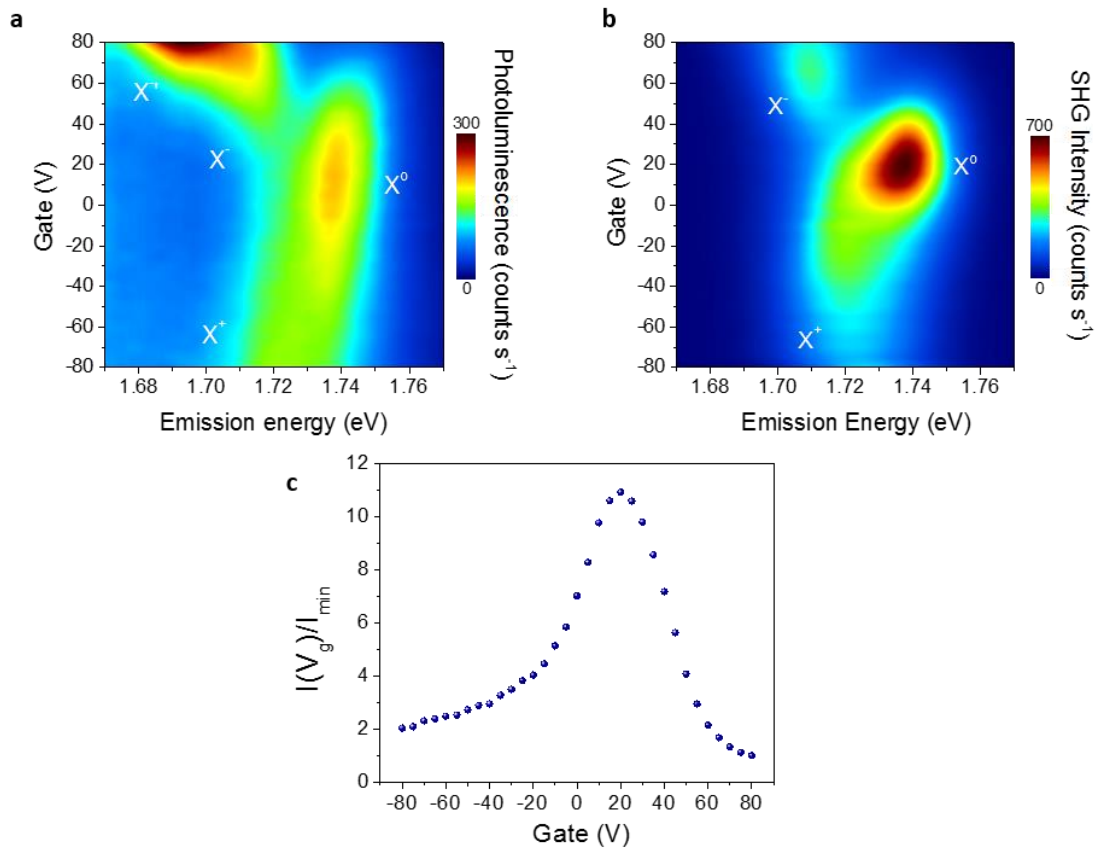 a
80
60
40
20
0
-20
-40
-60
-80
Gate (V)
1.68 1.70 1.72 1.74 1.76
Emission energy (eV)
X⁻
X⁰
X⁺
300
0
Photoluminescence (counts s⁻¹)
b
80
60
40
20
0
-20
-40
-60
-80
Gate (V)
1.68 1.70 1.72 1.74 1.76
Emission Energy (eV)
X⁻
X⁰
X⁺
700
0
SHG Intensity (counts s⁻¹)
c
12
10
8
6
4
2
0
I(V_g)/I_min
-80 -60 -40 -20 0 20 40 60 80
Gate (V)